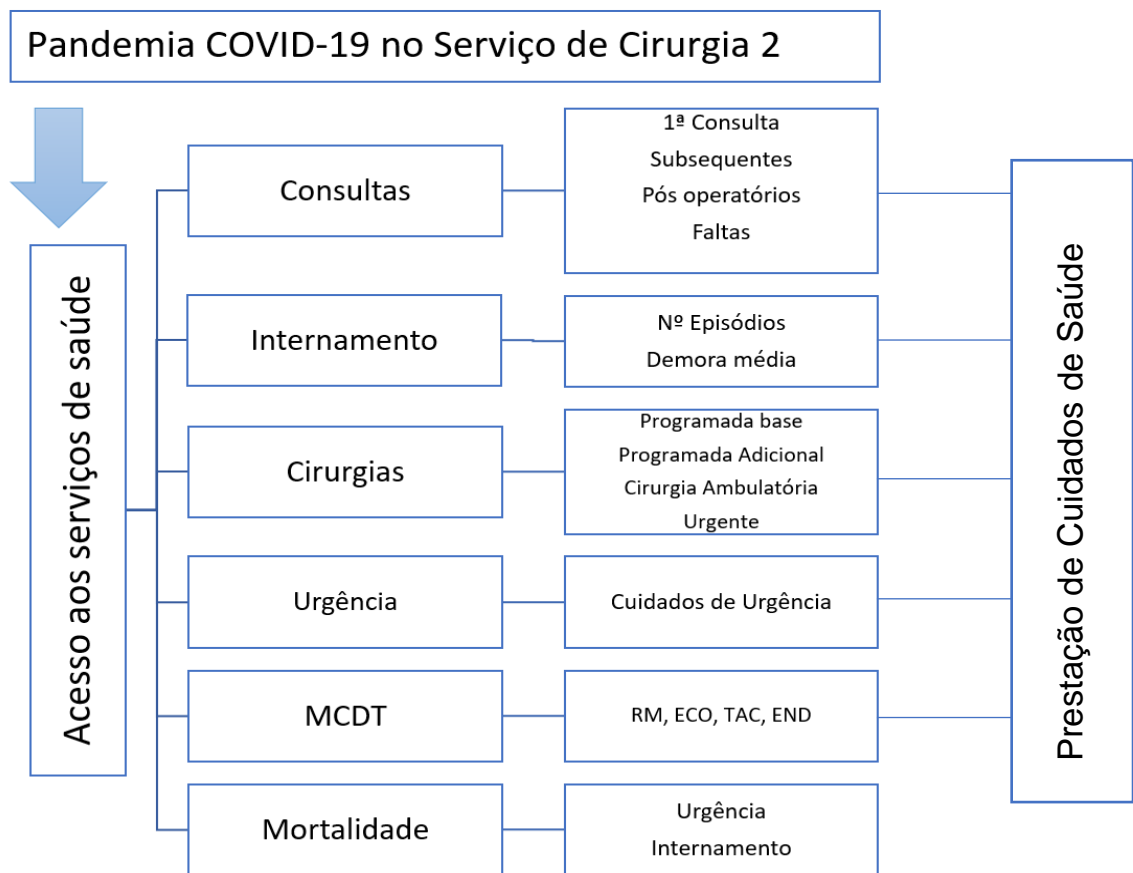 Pandemia COVID-19 no Serviço de Cirurgia 2
Acesso aos serviços de saúde
Consultas
1ª Consulta
Subsequentes
Pós operatórios
Faltas
Internamento
Nº Episódios
Demora média
Cirurgias
Programada base
Programada Adicional
Cirurgia Ambulatória
Urgente
Urgência
Cuidados de Urgência
MCDT
RM, ECO, TAC, END
Mortalidade
Urgência
Internamento
Prestação de Cuidados de Saúde